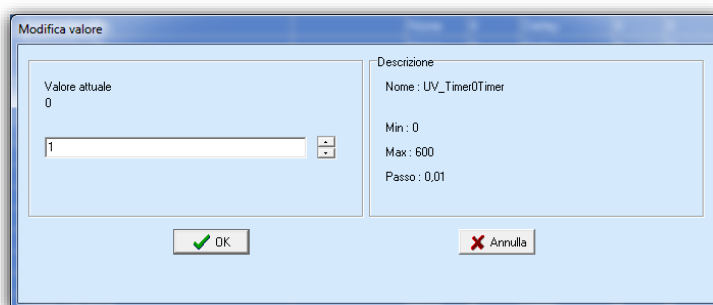 Modifica valore
Valore attuale
0
1
Descrizione
Nome : UV_Timer0Timer
Min : 0
Max : 600
Passo : 0,01
OK
Annulla